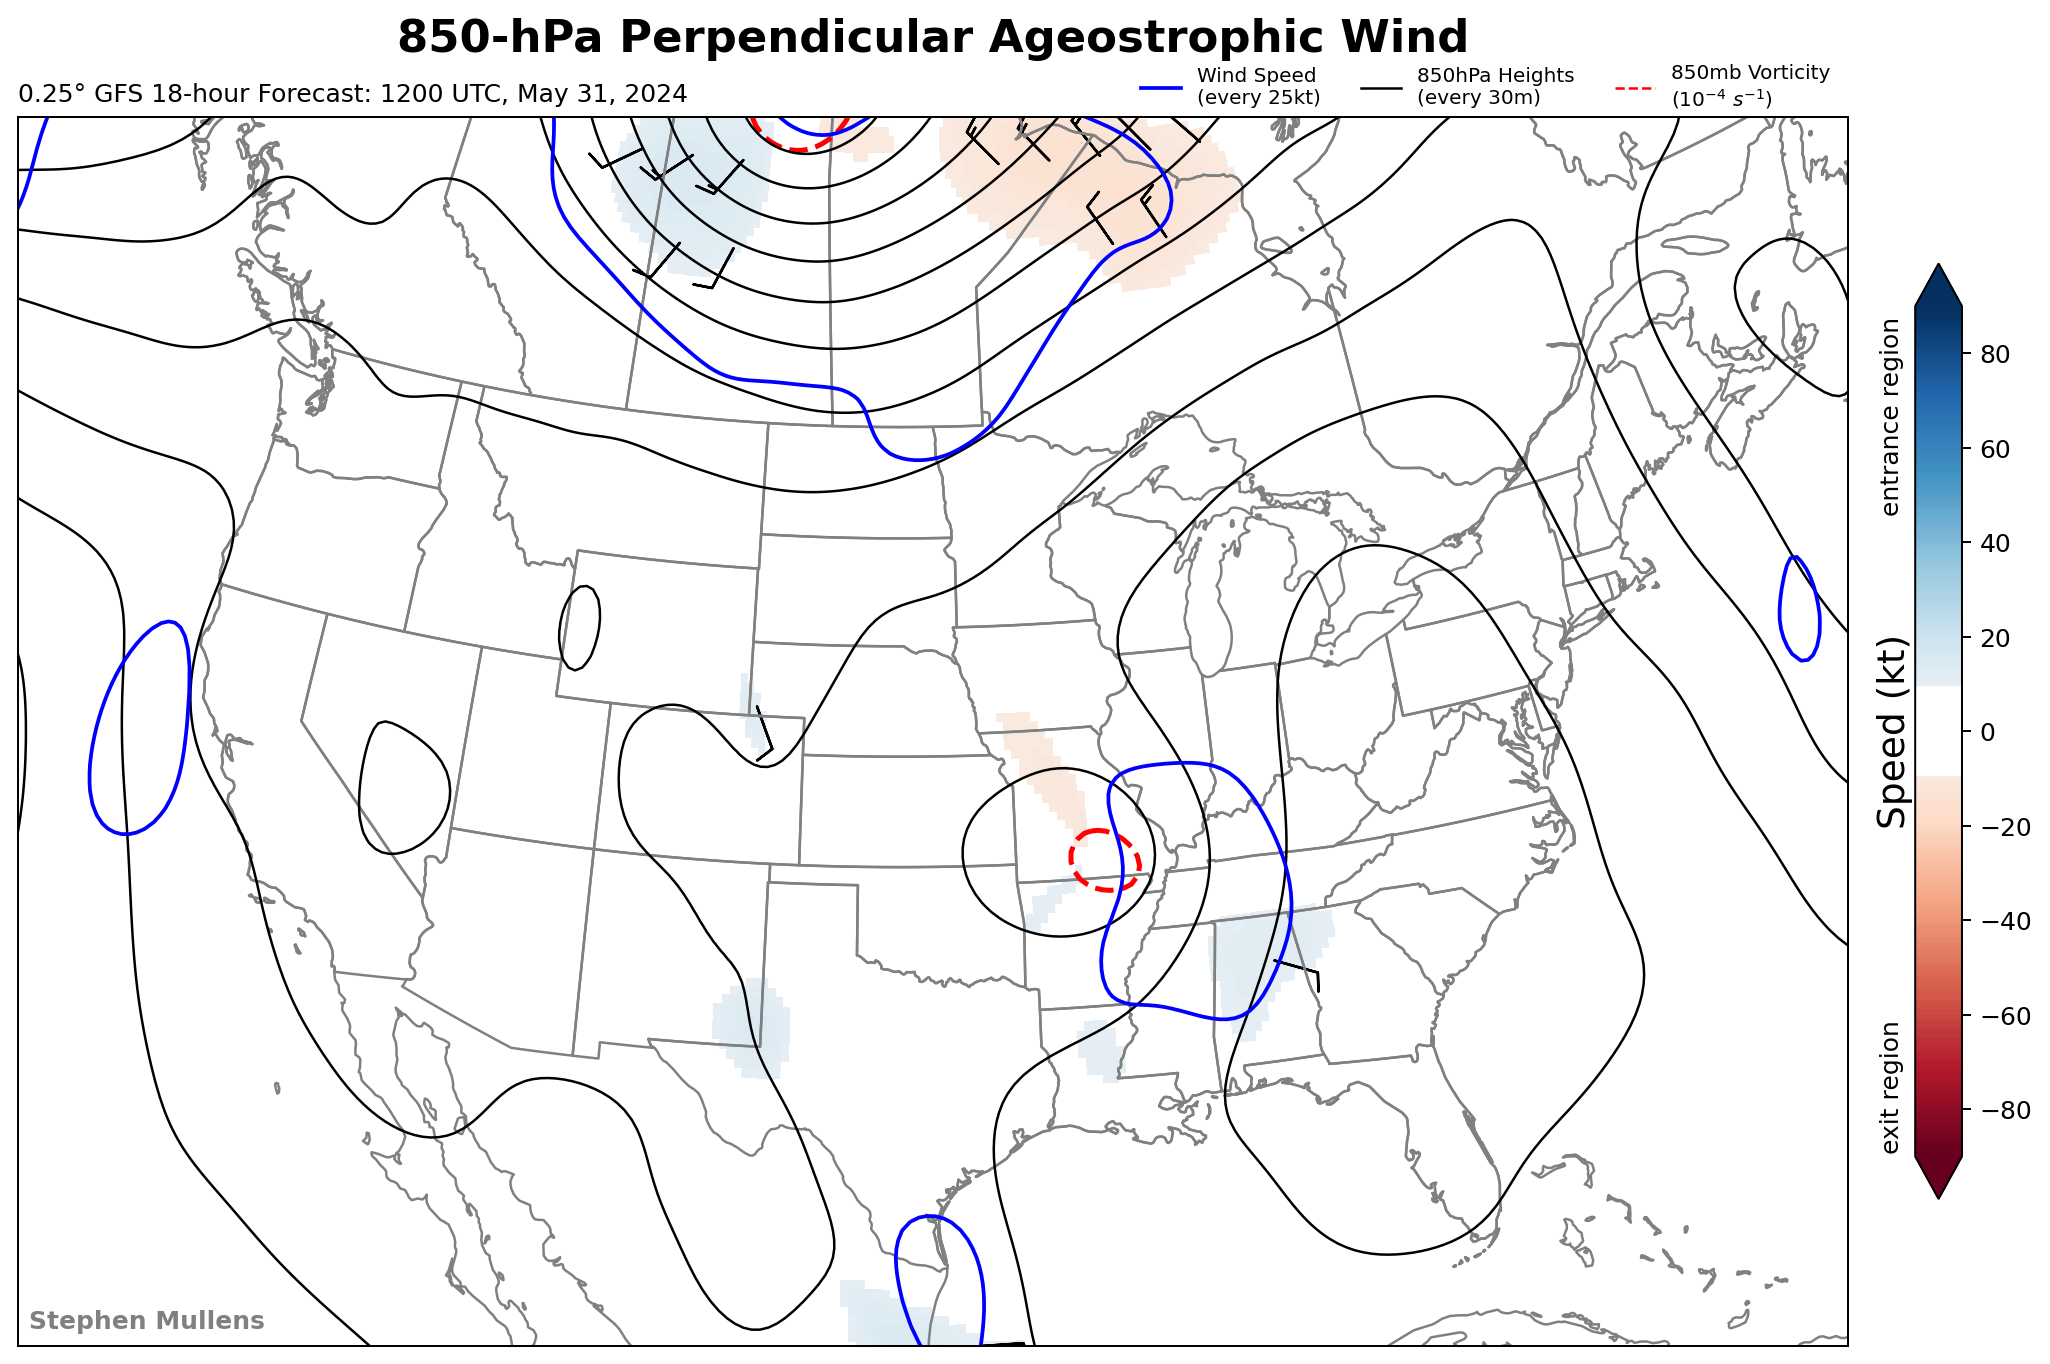 850-hPa Perpendicular Ageostrophic Wind
0.25° GFS 18-hour Forecast: 1200 UTC, May 31, 2024
Wind Speed
(every 25kt)
850hPa Heights
(every 30m)
850mb Vorticity
(10⁻⁴ s⁻¹)
entrance region
exit region
Speed (kt)
80
60
40
20
0
−20
−40
−60
−80
Stephen Mullens